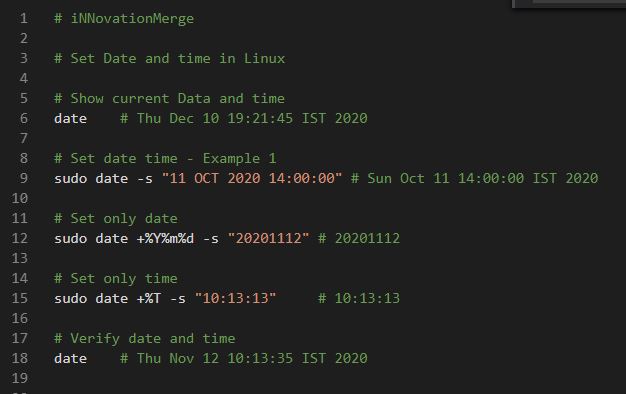 1 # iNNovationMerge
2
3 # Set Date and time in Linux
4
5 # Show current Data and time
6 date # Thu Dec 10 19:21:45 IST 2020
7
8 # Set date time - Example 1
9 sudo date -s "11 OCT 2020 14:00:00" # Sun Oct 11 14:00:00 IST 2020
10
11 # Set only date
12 sudo date +%Y%m%d -s "20201112" # 20201112
13
14 # Set only time
15 sudo date +%T -s "10:13:13" # 10:13:13
16
17 # Verify date and time
18 date # Thu Nov 12 10:13:35 IST 2020
19